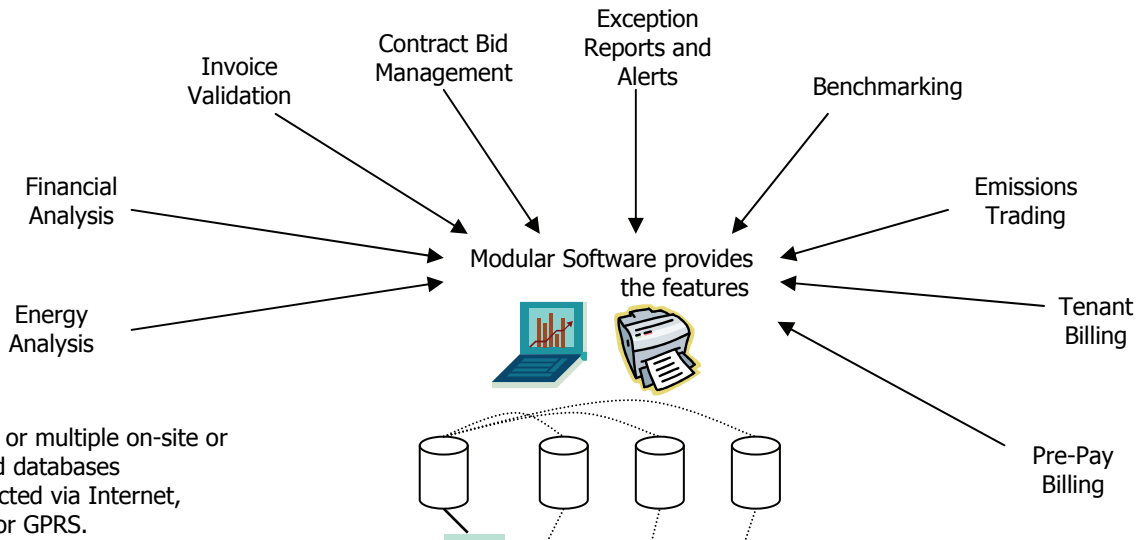 Exception
Reports and
Alerts
Contract Bid
Management
Invoice
Validation
Benchmarking
Financial
Analysis
Emissions
Trading
Modular Software provides
the features
Energy
Analysis
Tenant
Billing
Pre-Pay
Billing
or multiple on-site or
databases
cted via Internet,
or GPRS.